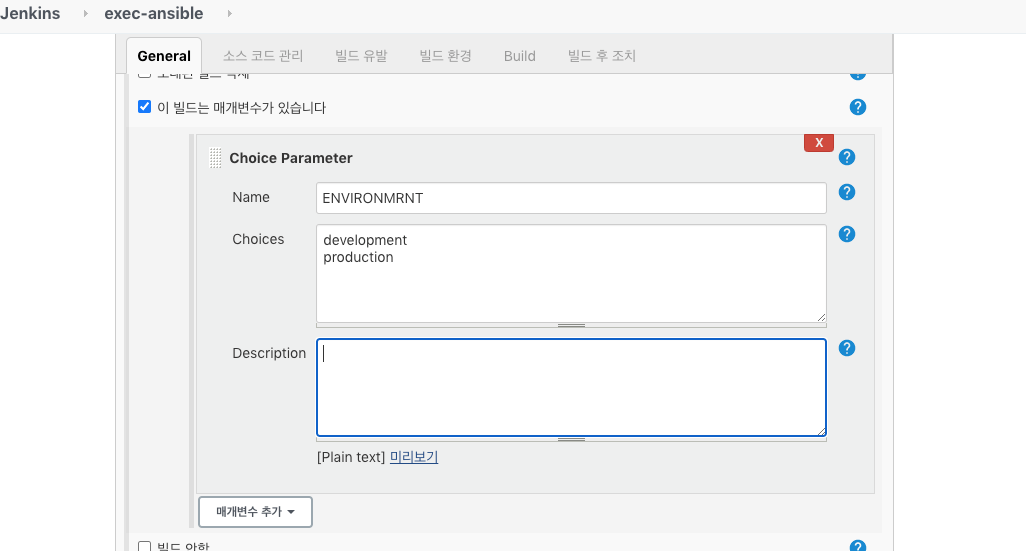 Jenkins › exec-ansible ›
General 소스 코드 관리 빌드 유발 빌드 환경 Build 빌드 후 조치
이 빌드는 매개변수가 있습니다 ?
X
Choice Parameter ?
Name ENVIRONMRNT ?
Choices development ?
production
Description ?
[Plain text] 미리보기
매개변수 추가
빌드 안함 ?